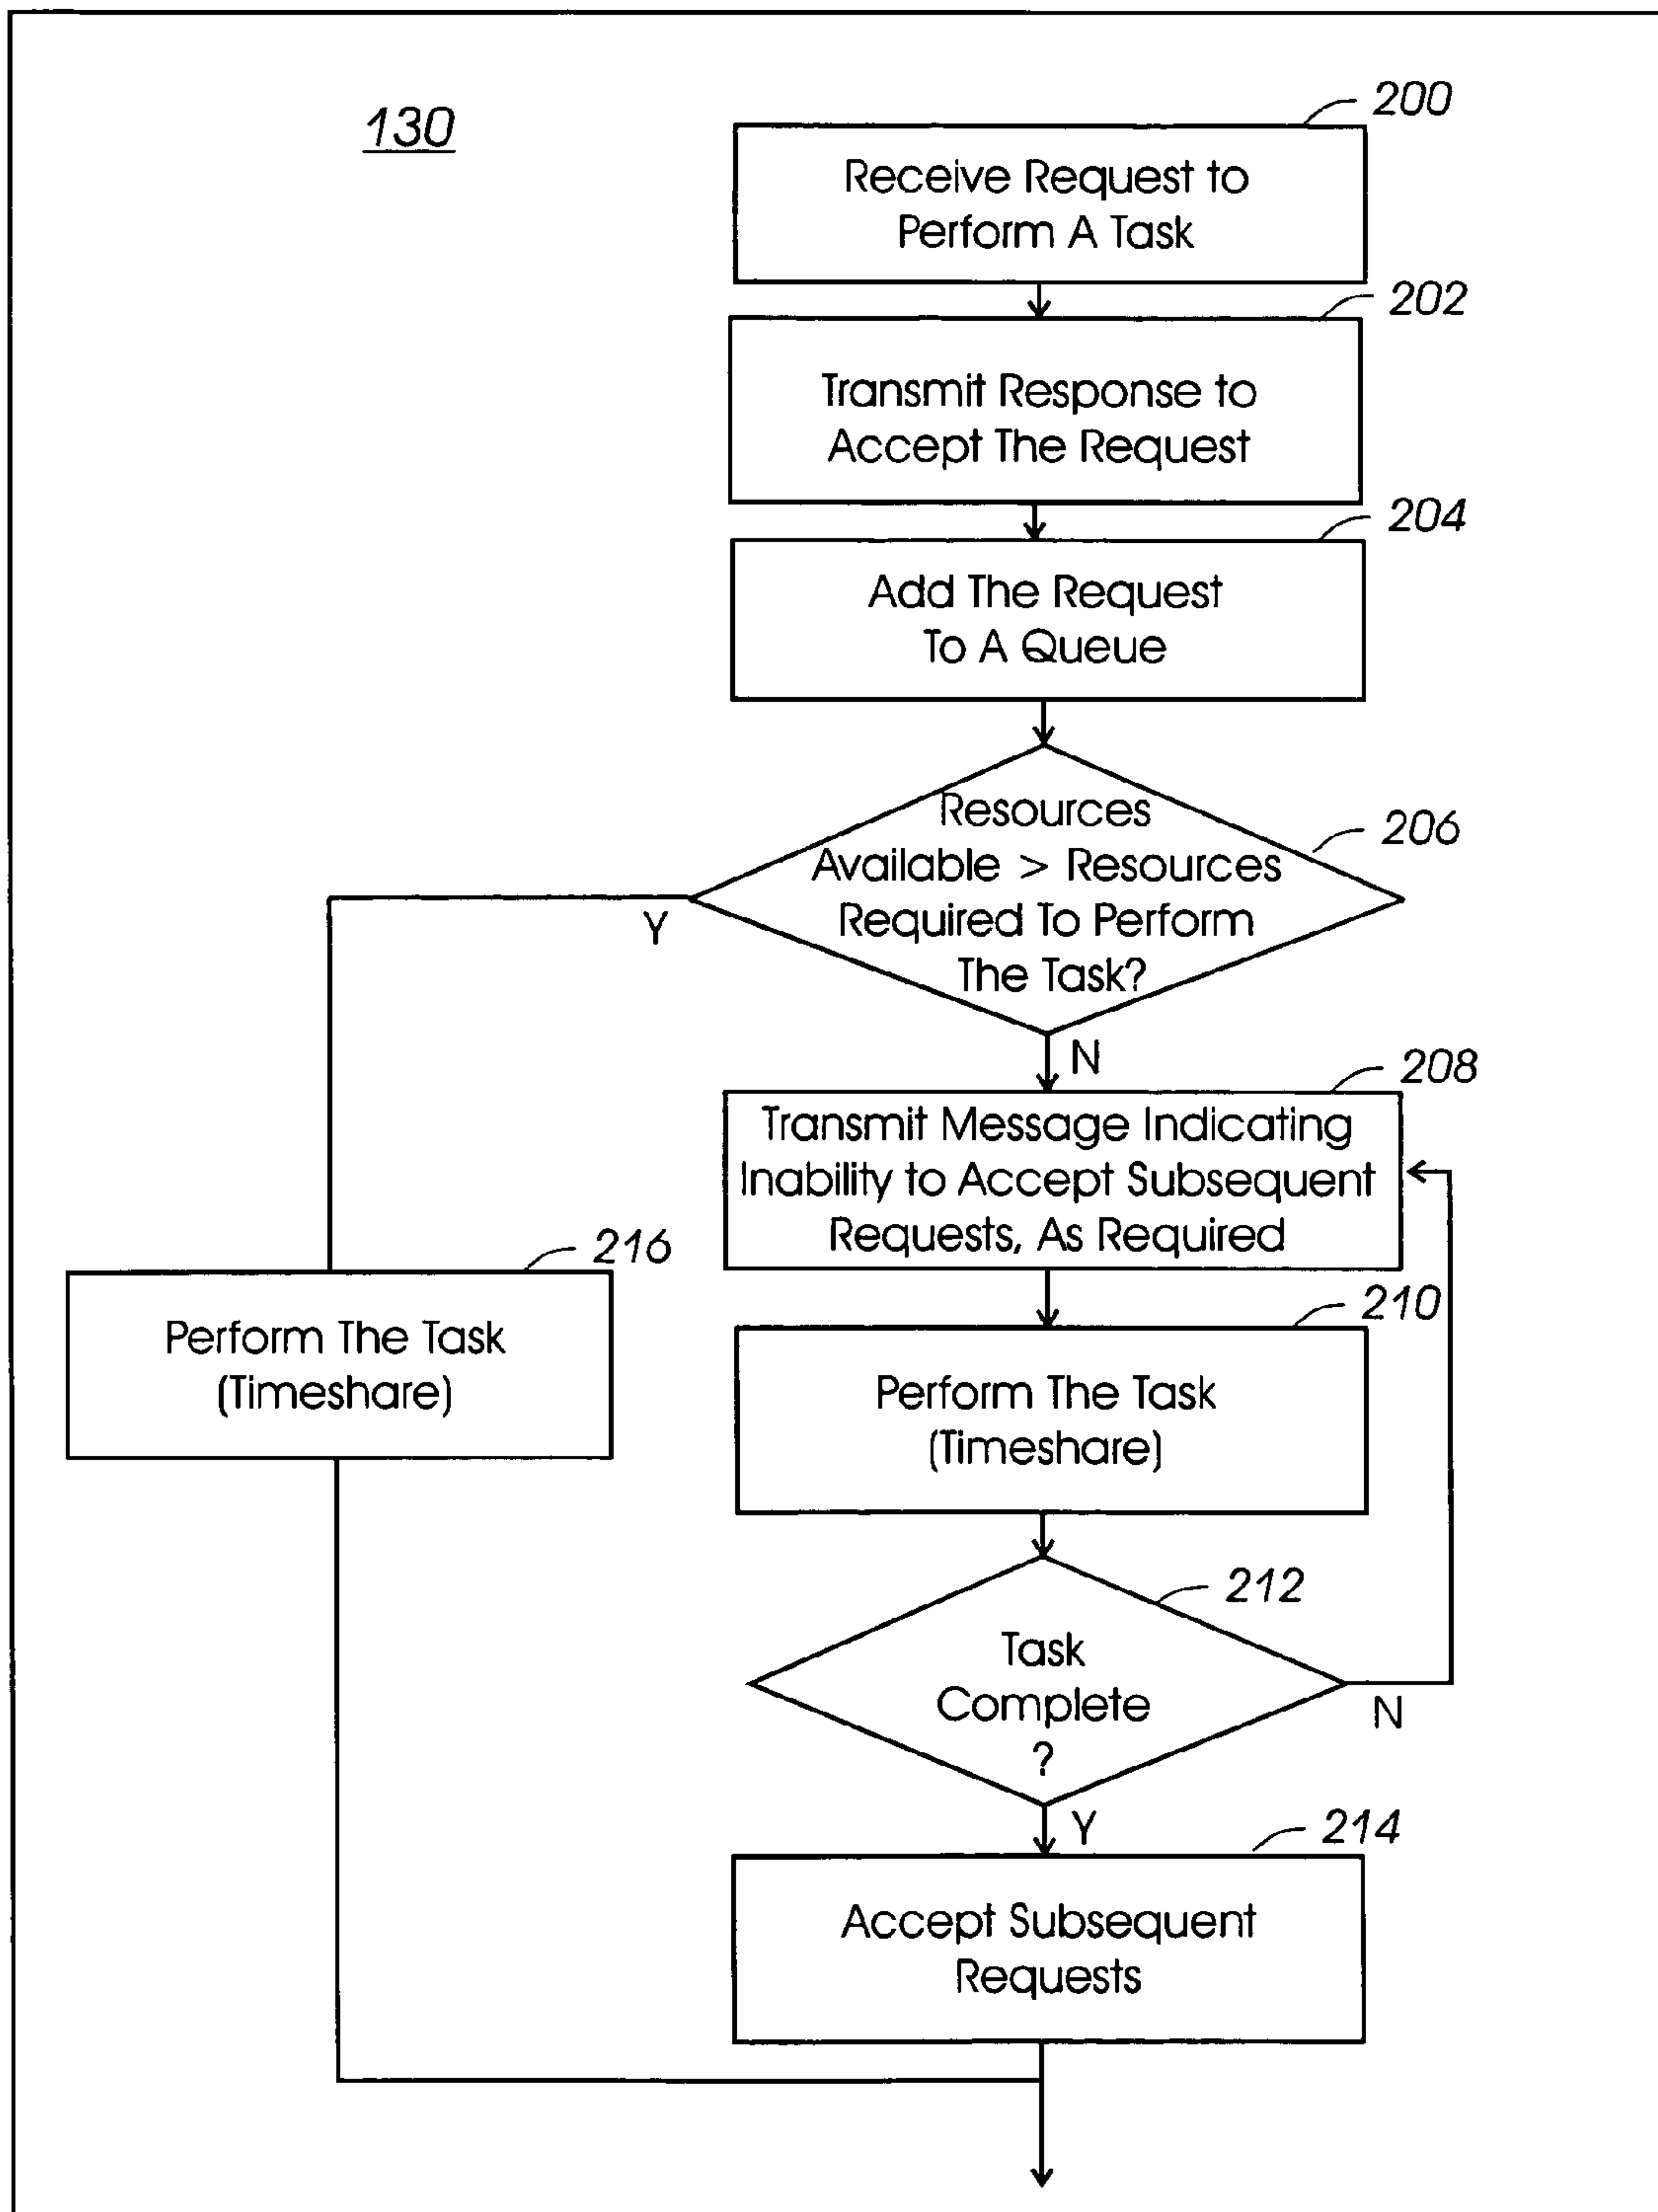 130
200
Receive Request to
Perform A Task
202
Transmit Response to
Accept The Request
204
Add The Request
To A Queue
206
Resources
Available > Resources
Required To Perform
The Task?
Y
N
208
Transmit Message Indicating
Inability to Accept Subsequent
Requests, As Required
216
Perform The Task
(Timeshare)
210
Perform The Task
(Timeshare)
212
Task
Complete
?
N
Y
214
Accept Subsequent
Requests